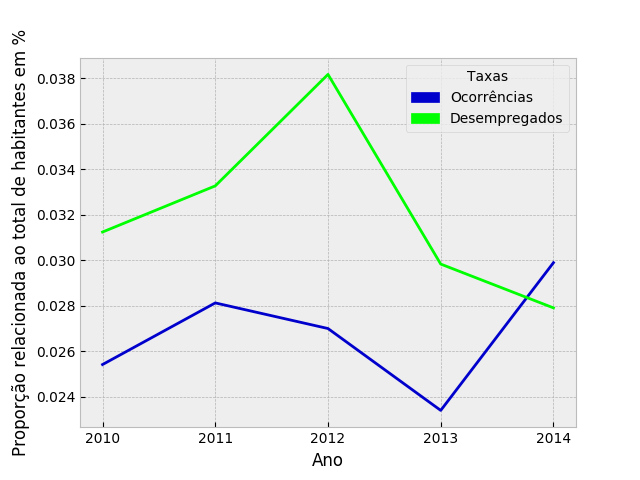 Proporção relacionada ao total de habitantes em %
0.038
0.036
0.034
0.032
0.030
0.028
0.026
0.024
Taxas
Ocorrências
Desempregados
2010
2011
2012
2013
2014
Ano